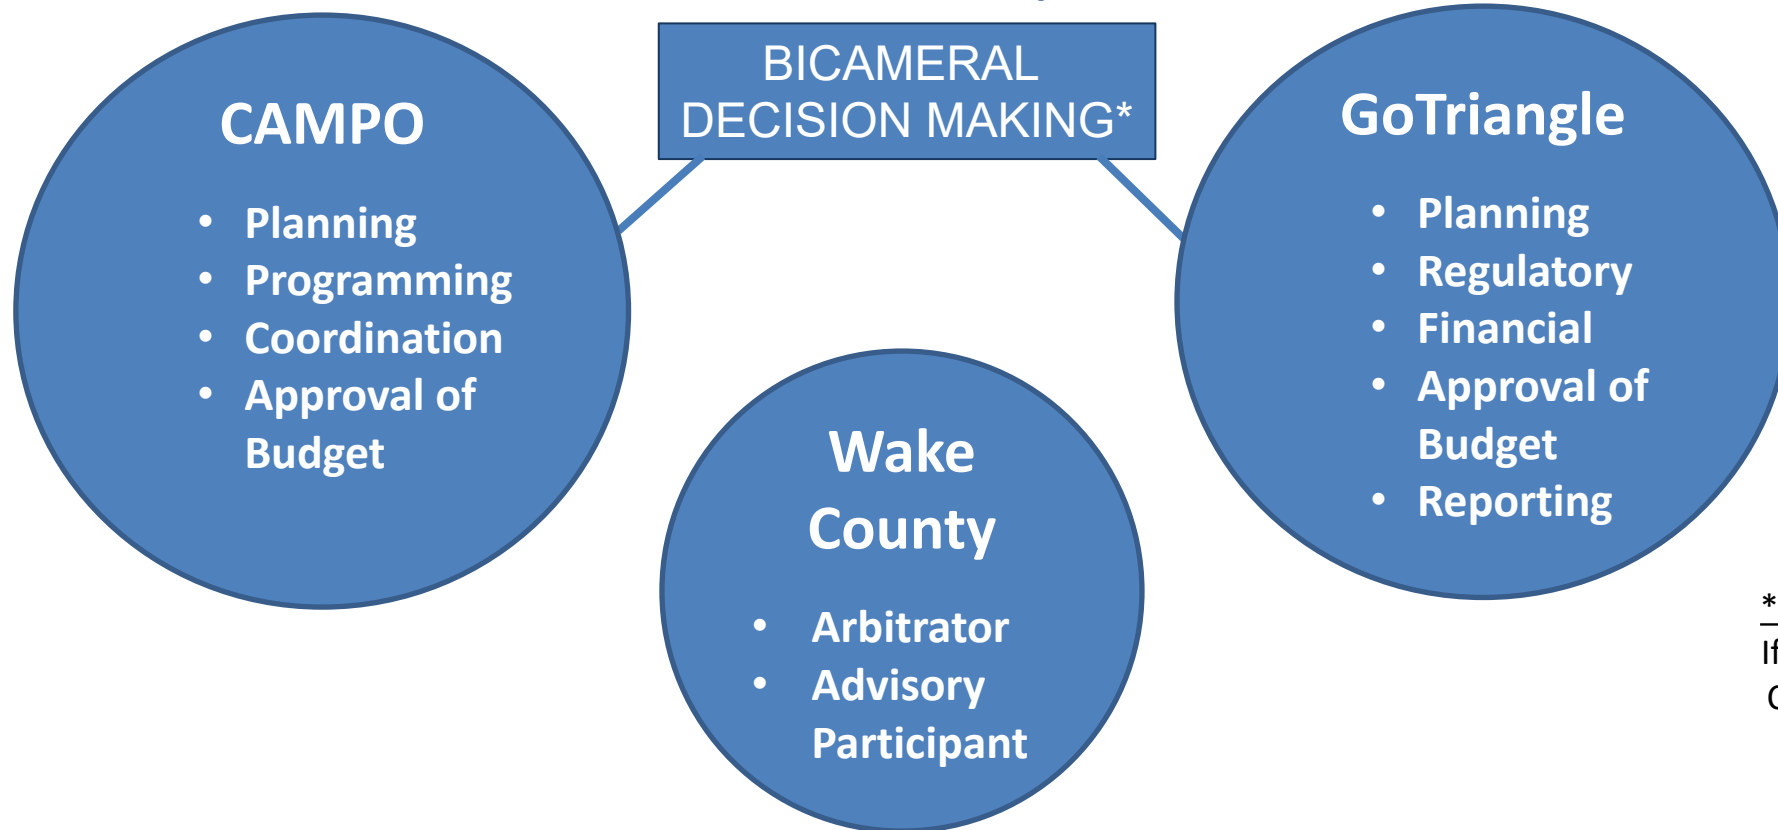 BICAMERAL
DECISION MAKING*
CAMPO
• Planning
• Programming
• Coordination
• Approval of
Budget
GoTriangle
• Planning
• Regulatory
• Financial
• Approval of
Budget
• Reporting
Wake
County
• Arbitrator
• Advisory
Participant
*
If